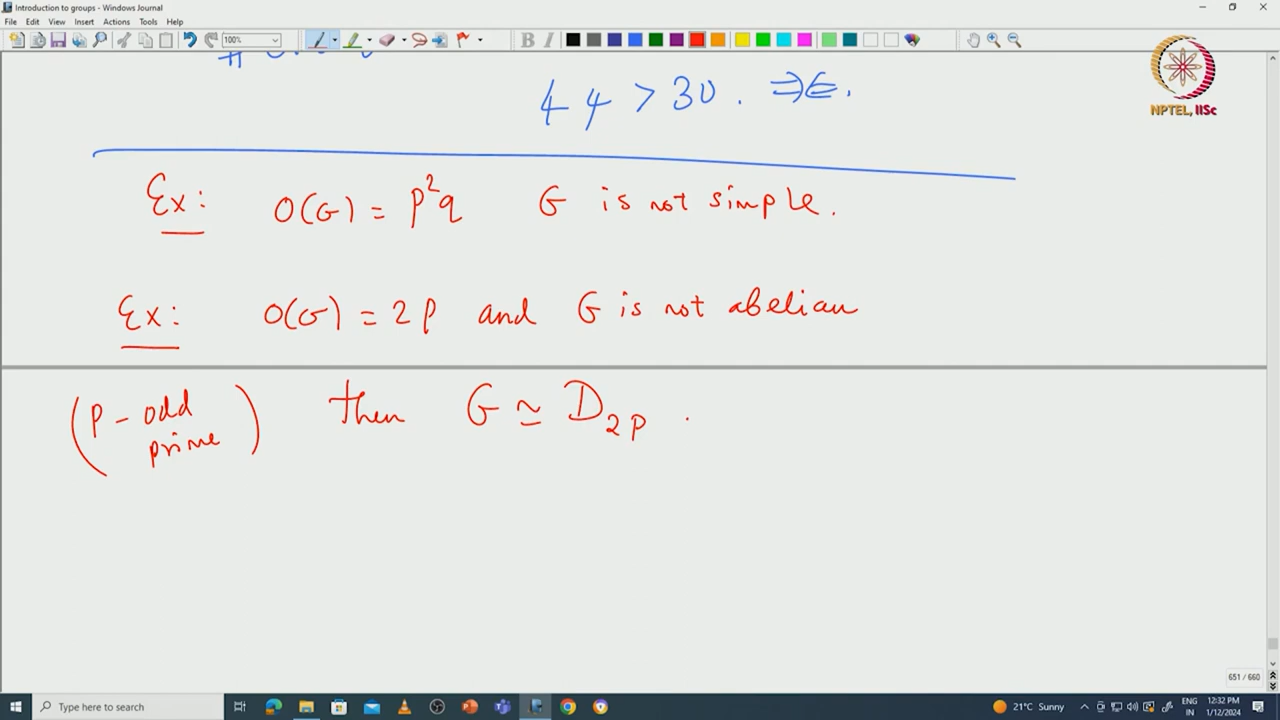 Introduction to groups - Windows Journal
File Edit View Insert Actions Tools Help
100%
B I
NPTEL, IISc
44 > 30 . ⇒⇐.
Ex: O(G) = p²q G is not simple.
Ex: O(G) = 2p and G is not abelian
(p - odd prime) then G ≃ D₂ₚ .
651 / 660
Type here to search
21°C Sunny
ENG
IN
12:32 PM
1/12/2024